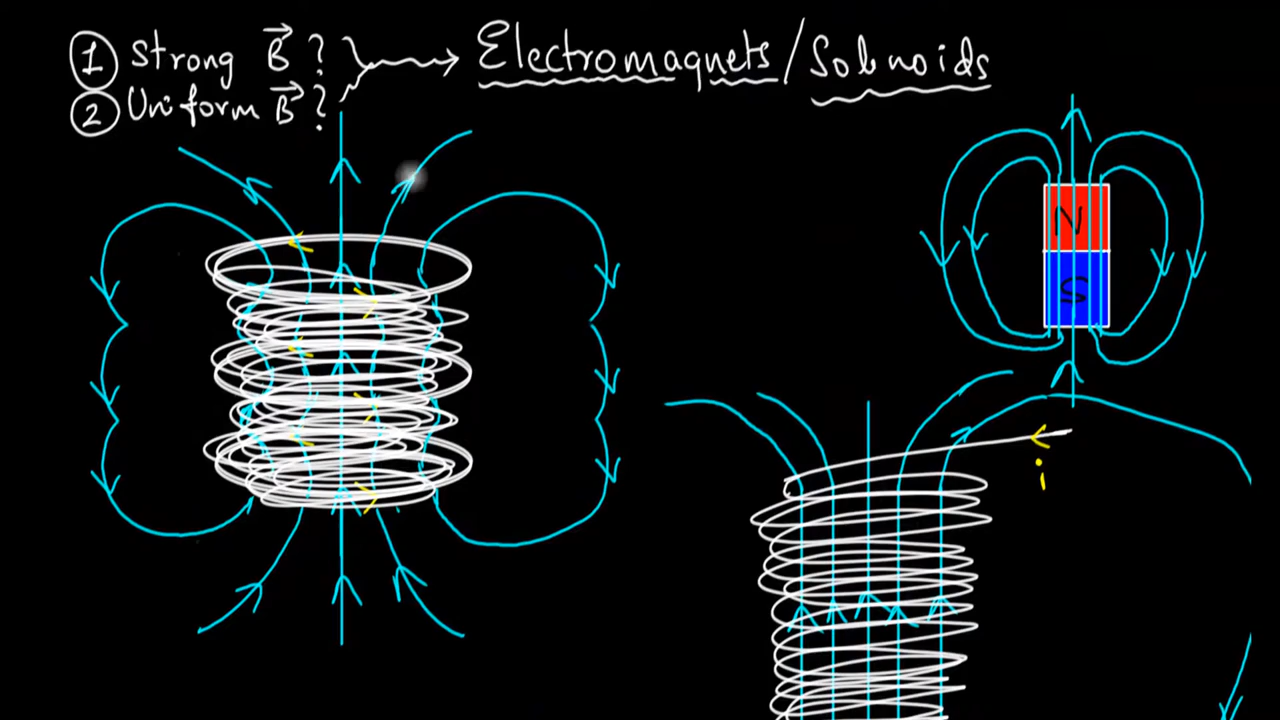 ① Strong B⃗ ? Electromagnets/Solenoids
② Uniform B⃗ ?
N
S
i